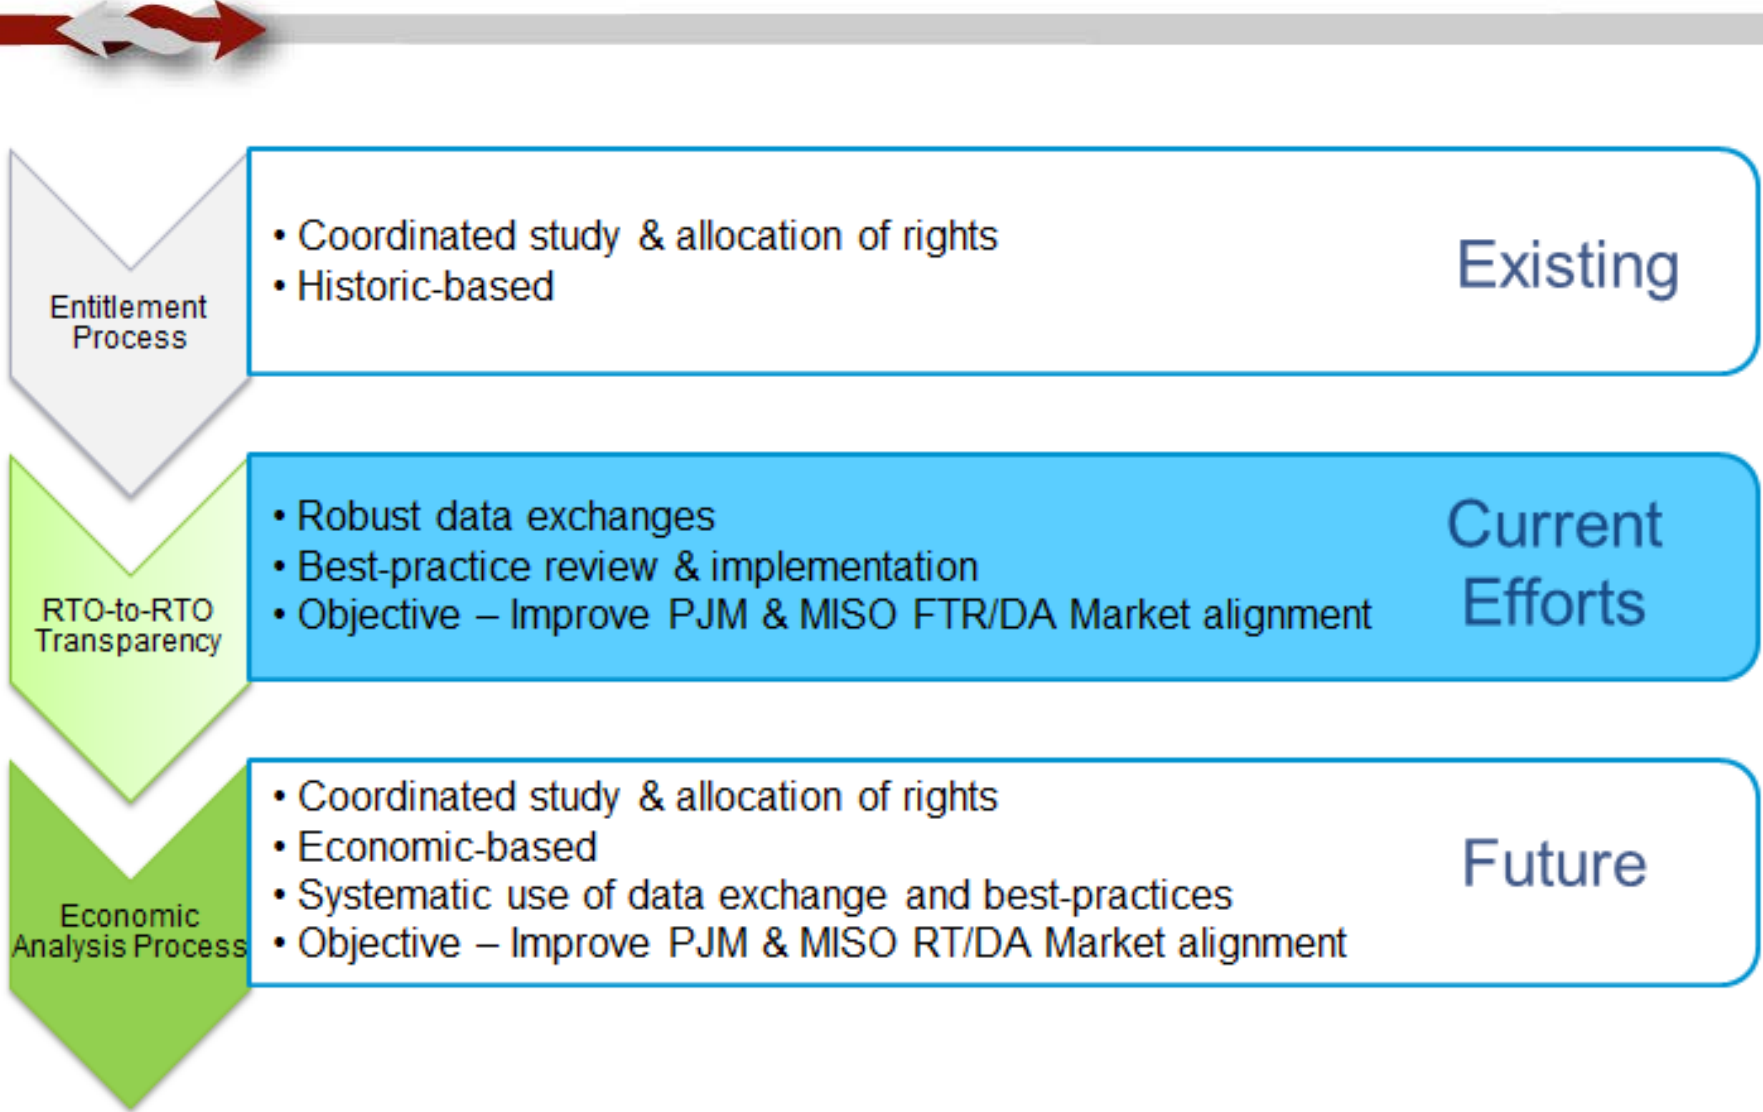 Entitlement
Process
• Coordinated study & allocation of rights
• Historic-based
Existing
RTO-to-RTO
Transparency
• Robust data exchanges
• Best-practice review & implementation
• Objective – Improve PJM & MISO FTR/DA Market alignment
Current
Efforts
Economic
Analysis Process
• Coordinated study & allocation of rights
• Economic-based
• Systematic use of data exchange and best-practices
• Objective – Improve PJM & MISO RT/DA Market alignment
Future